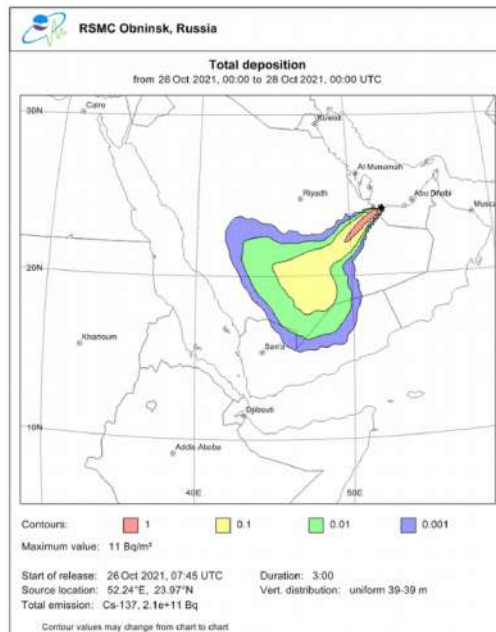 RSMC Obninsk, Russia
Total deposition
from 26 Oct 2021, 00:00 to 28 Oct 2021, 00:00 UTC
Cairo
30N
Kuwait
Al Manamah
Riyadh
Abu Dhabi
Musca
20N
Khartoum
San'a
Djibouti
10N
Addis Ababa
40E
50E
Contours: 1 0.1 0.01 0.001
Maximum value: 11 Bq/m²
Start of release: 26 Oct 2021, 07:45 UTC Duration: 3:00
Source location: 52.24°E, 23.97°N Vert. distribution: uniform 39-39 m
Total emission: Cs-137, 2.1e+11 Bq
Contour values may change from chart to chart